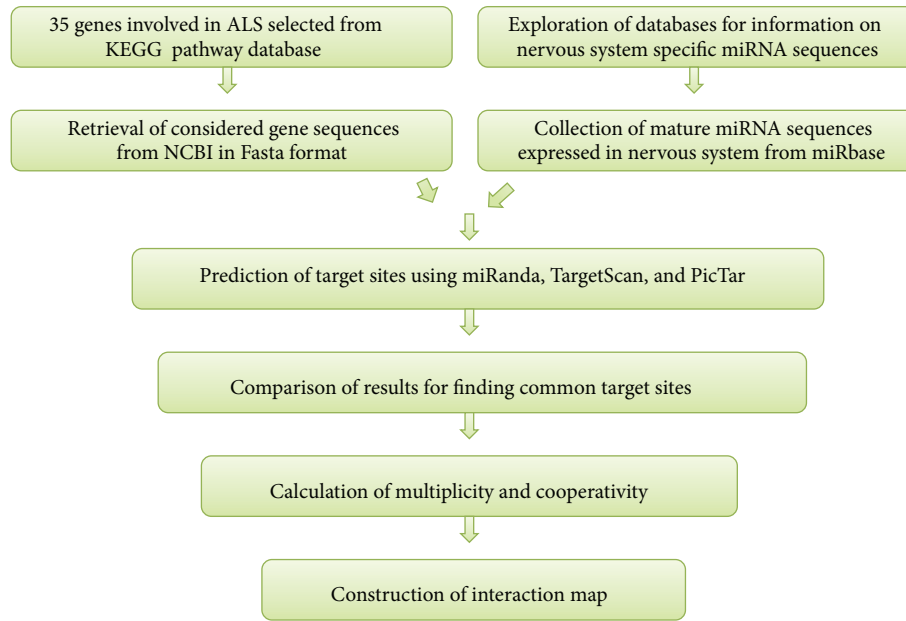 35 genes involved in ALS selected from
KEGG pathway database
Exploration of databases for information on
nervous system specific miRNA sequences
Retrieval of considered gene sequences
from NCBI in Fasta format
Collection of mature miRNA sequences
expressed in nervous system from miRbase
Prediction of target sites using miRanda, TargetScan, and PicTar
Comparison of results for finding common target sites
Calculation of multiplicity and cooperativity
Construction of interaction map